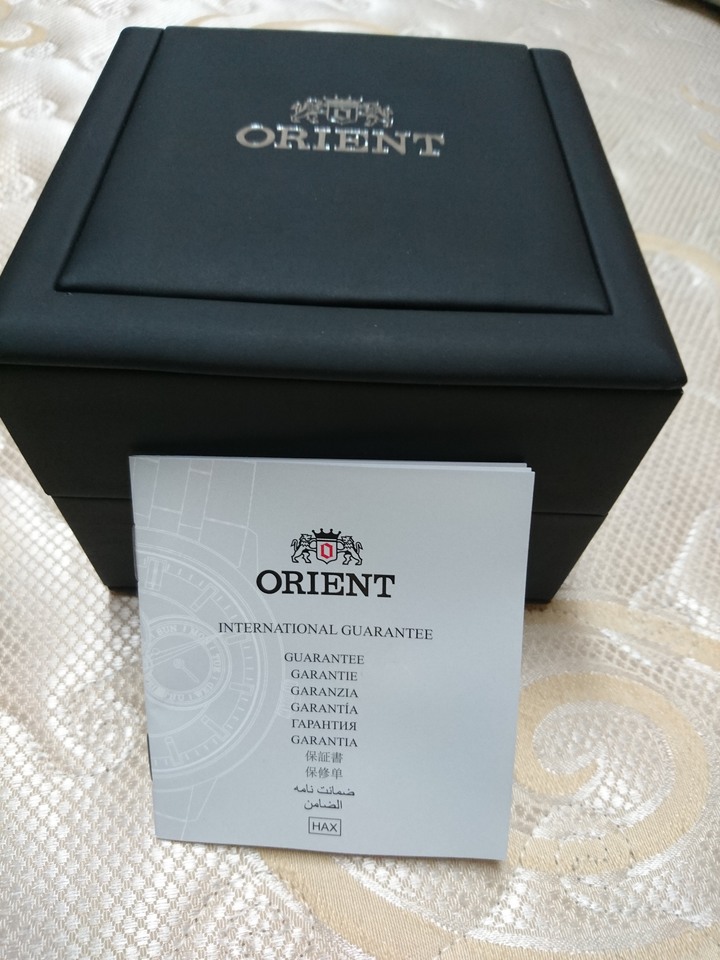 ORIENT
ORIENT
INTERNATIONAL GUARANTEE
GUARANTEE
GARANTIE
GARANZIA
GARANTÍA
ГАРАНТИЯ
GARANTIA
保証書
保修单
ضمانت نامه
الضامن
HAX